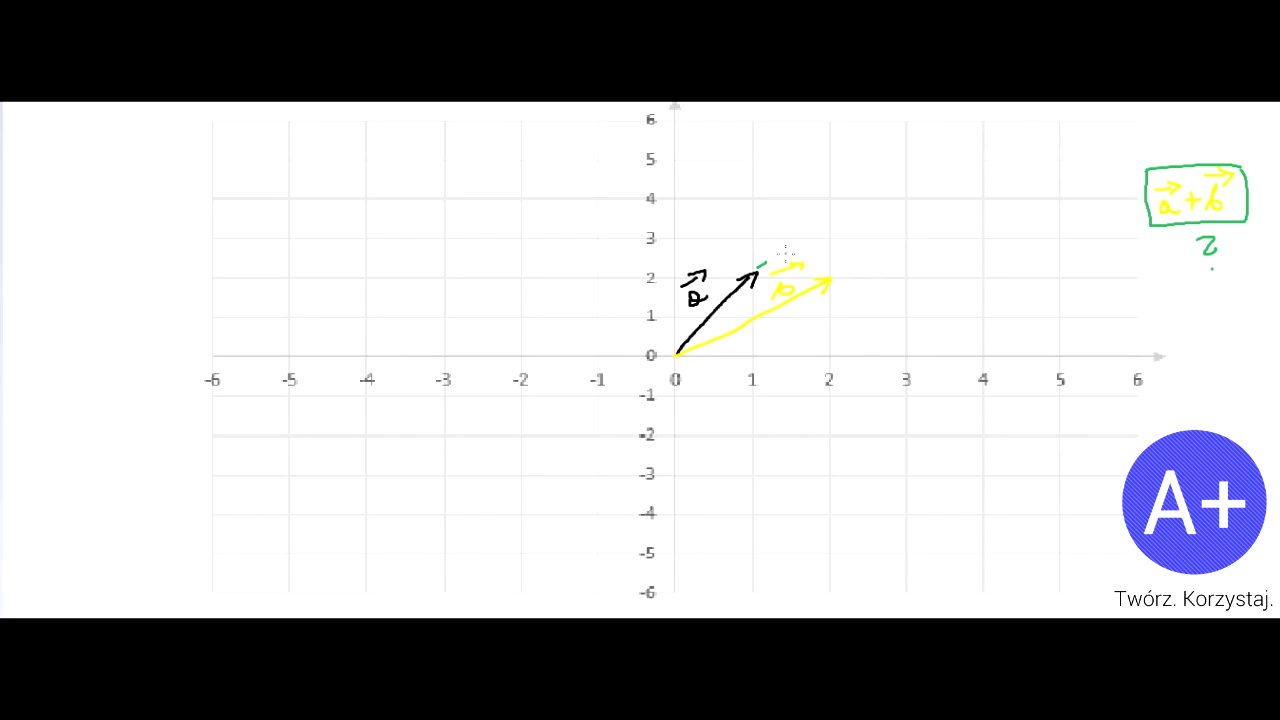 6
5
4
3
2
1
0
-6 -5 -4 -3 -2 -1 0 1 2 3 4 5 6
-1
-2
-3
-4
-5
-6
a
b
a + b
?
A+
Twórz. Korzystaj.